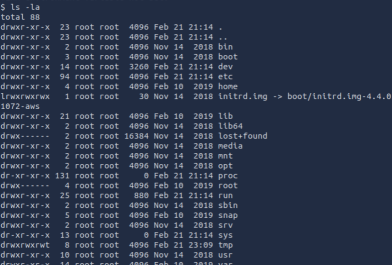 $ ls -la
total 88
drwxr-xr-x  23 root root  4096 Feb 21 21:14 .
drwxr-xr-x  23 root root  4096 Feb 21 21:14 ..
drwxr-xr-x   2 root root  4096 Nov 14  2018 bin
drwxr-xr-x   3 root root  4096 Nov 14  2018 boot
drwxr-xr-x  14 root root  3260 Feb 21 21:14 dev
drwxr-xr-x  94 root root  4096 Feb 21 21:14 etc
drwxr-xr-x   4 root root  4096 Feb 10  2019 home
lrwxrwxrwx   1 root root    30 Nov 14  2018 initrd.img -> boot/initrd.img-4.4.0
1072-aws
drwxr-xr-x  21 root root  4096 Feb 10  2019 lib
drwxr-xr-x   2 root root  4096 Nov 14  2018 lib64
drwx------   2 root root 16384 Nov 14  2018 lost+found
drwxr-xr-x   2 root root  4096 Nov 14  2018 media
drwxr-xr-x   2 root root  4096 Nov 14  2018 mnt
drwxr-xr-x   2 root root  4096 Nov 14  2018 opt
dr-xr-xr-x 131 root root     0 Feb 21 21:14 proc
drwx------   4 root root  4096 Feb 10  2019 root
drwxr-xr-x  25 root root   880 Feb 21 21:14 run
drwxr-xr-x   2 root root  4096 Nov 14  2018 sbin
drwxr-xr-x   5 root root  4096 Feb 10  2019 snap
drwxr-xr-x   2 root root  4096 Nov 14  2018 srv
dr-xr-xr-x  13 root root     0 Feb 21 21:14 sys
drwxrwxrwt   8 root root  4096 Feb 21 23:09 tmp
drwxr-xr-x  10 root root  4096 Nov 14  2018 usr
drwxr-xr-x  14 root root  4096 Feb 10  2019 var